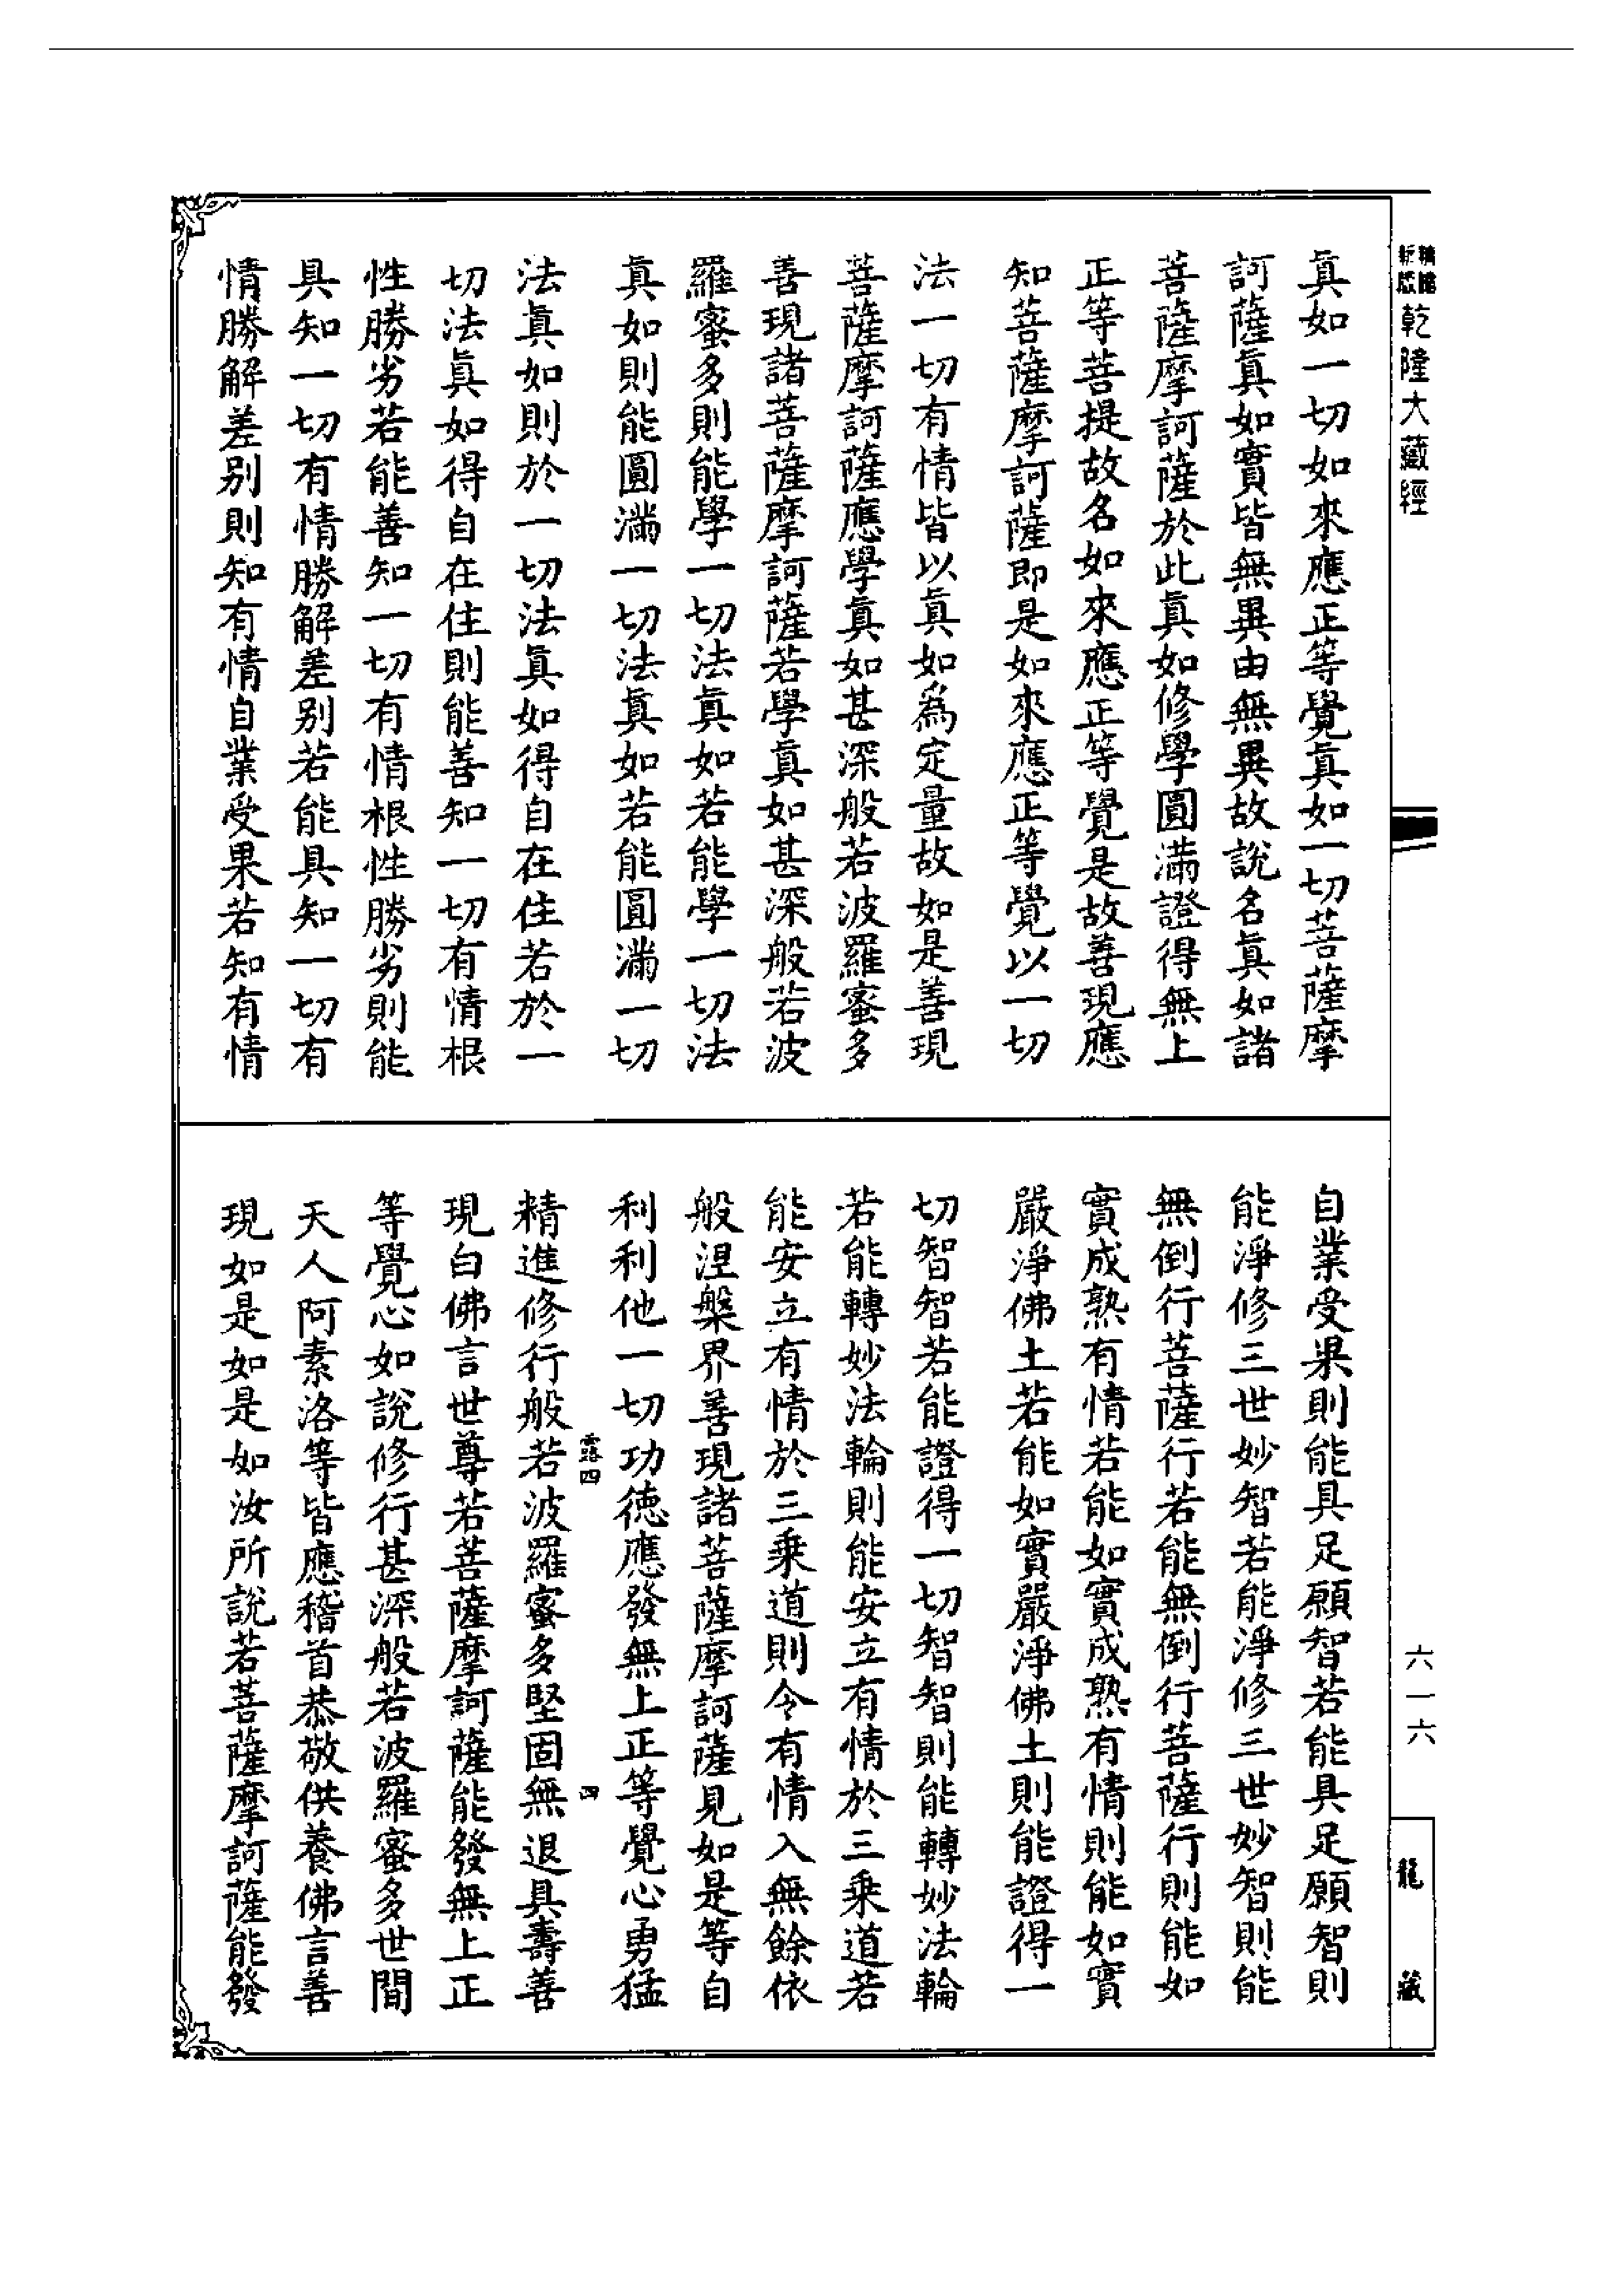 乾隆大藏經
真如一切如來應正等覺真如一切菩薩摩
訶薩真如實皆無異由無異故說名真如諸
菩薩摩訶薩於此真如修學圓滿證得無上
正等菩提故名如來應正等覺是故善現應
知菩薩摩訶薩即是如來應正等覺以一切
法一切有情皆以真如為定量故如是善現
菩薩摩訶薩應學真如甚深般若波羅蜜多
善現諸菩薩摩訶薩若學真如甚深般若波
羅蜜多則能學一切法真如若能學一切法
真如則能圓滿一切法真如若能圓滿一切
法真如則於一切法真如得自在住若於一
切法真如得自在住則能善知一切有情根
性勝劣若能善知一切有情根性勝劣則能
具知一切有情勝解差别若能具知一切有
情勝解差别則知有情自業受果若知有情
自業受果則能具足願智若能具足願智則
能淨修三世妙智若能淨修三世妙智則能
無倒行菩薩行若能無倒行菩薩行則能如
實成熟有情若能如實成熟有情則能如實
嚴淨佛土若能如實嚴淨佛土則能證得一
切智智若能證得一切智智則能轉妙法輪
若能轉妙法輪則能安立有情於三乘道若
能安立有情於三乘道則令有情入無餘依
般涅槃界善現諸菩薩摩訶薩見如是等自
利利他一切功德應發無上正等覺心勇猛
四
四
精進修行般若波羅蜜多堅固無退具壽善
現白佛言世尊若菩薩摩訶薩能發無上正
等覺心如說修行甚深般若波羅蜜多世間
天人阿素洛等皆應稽首恭敬供養佛言善
現如是如是如汝所說若菩薩摩訶薩能發
六一六
龍藏